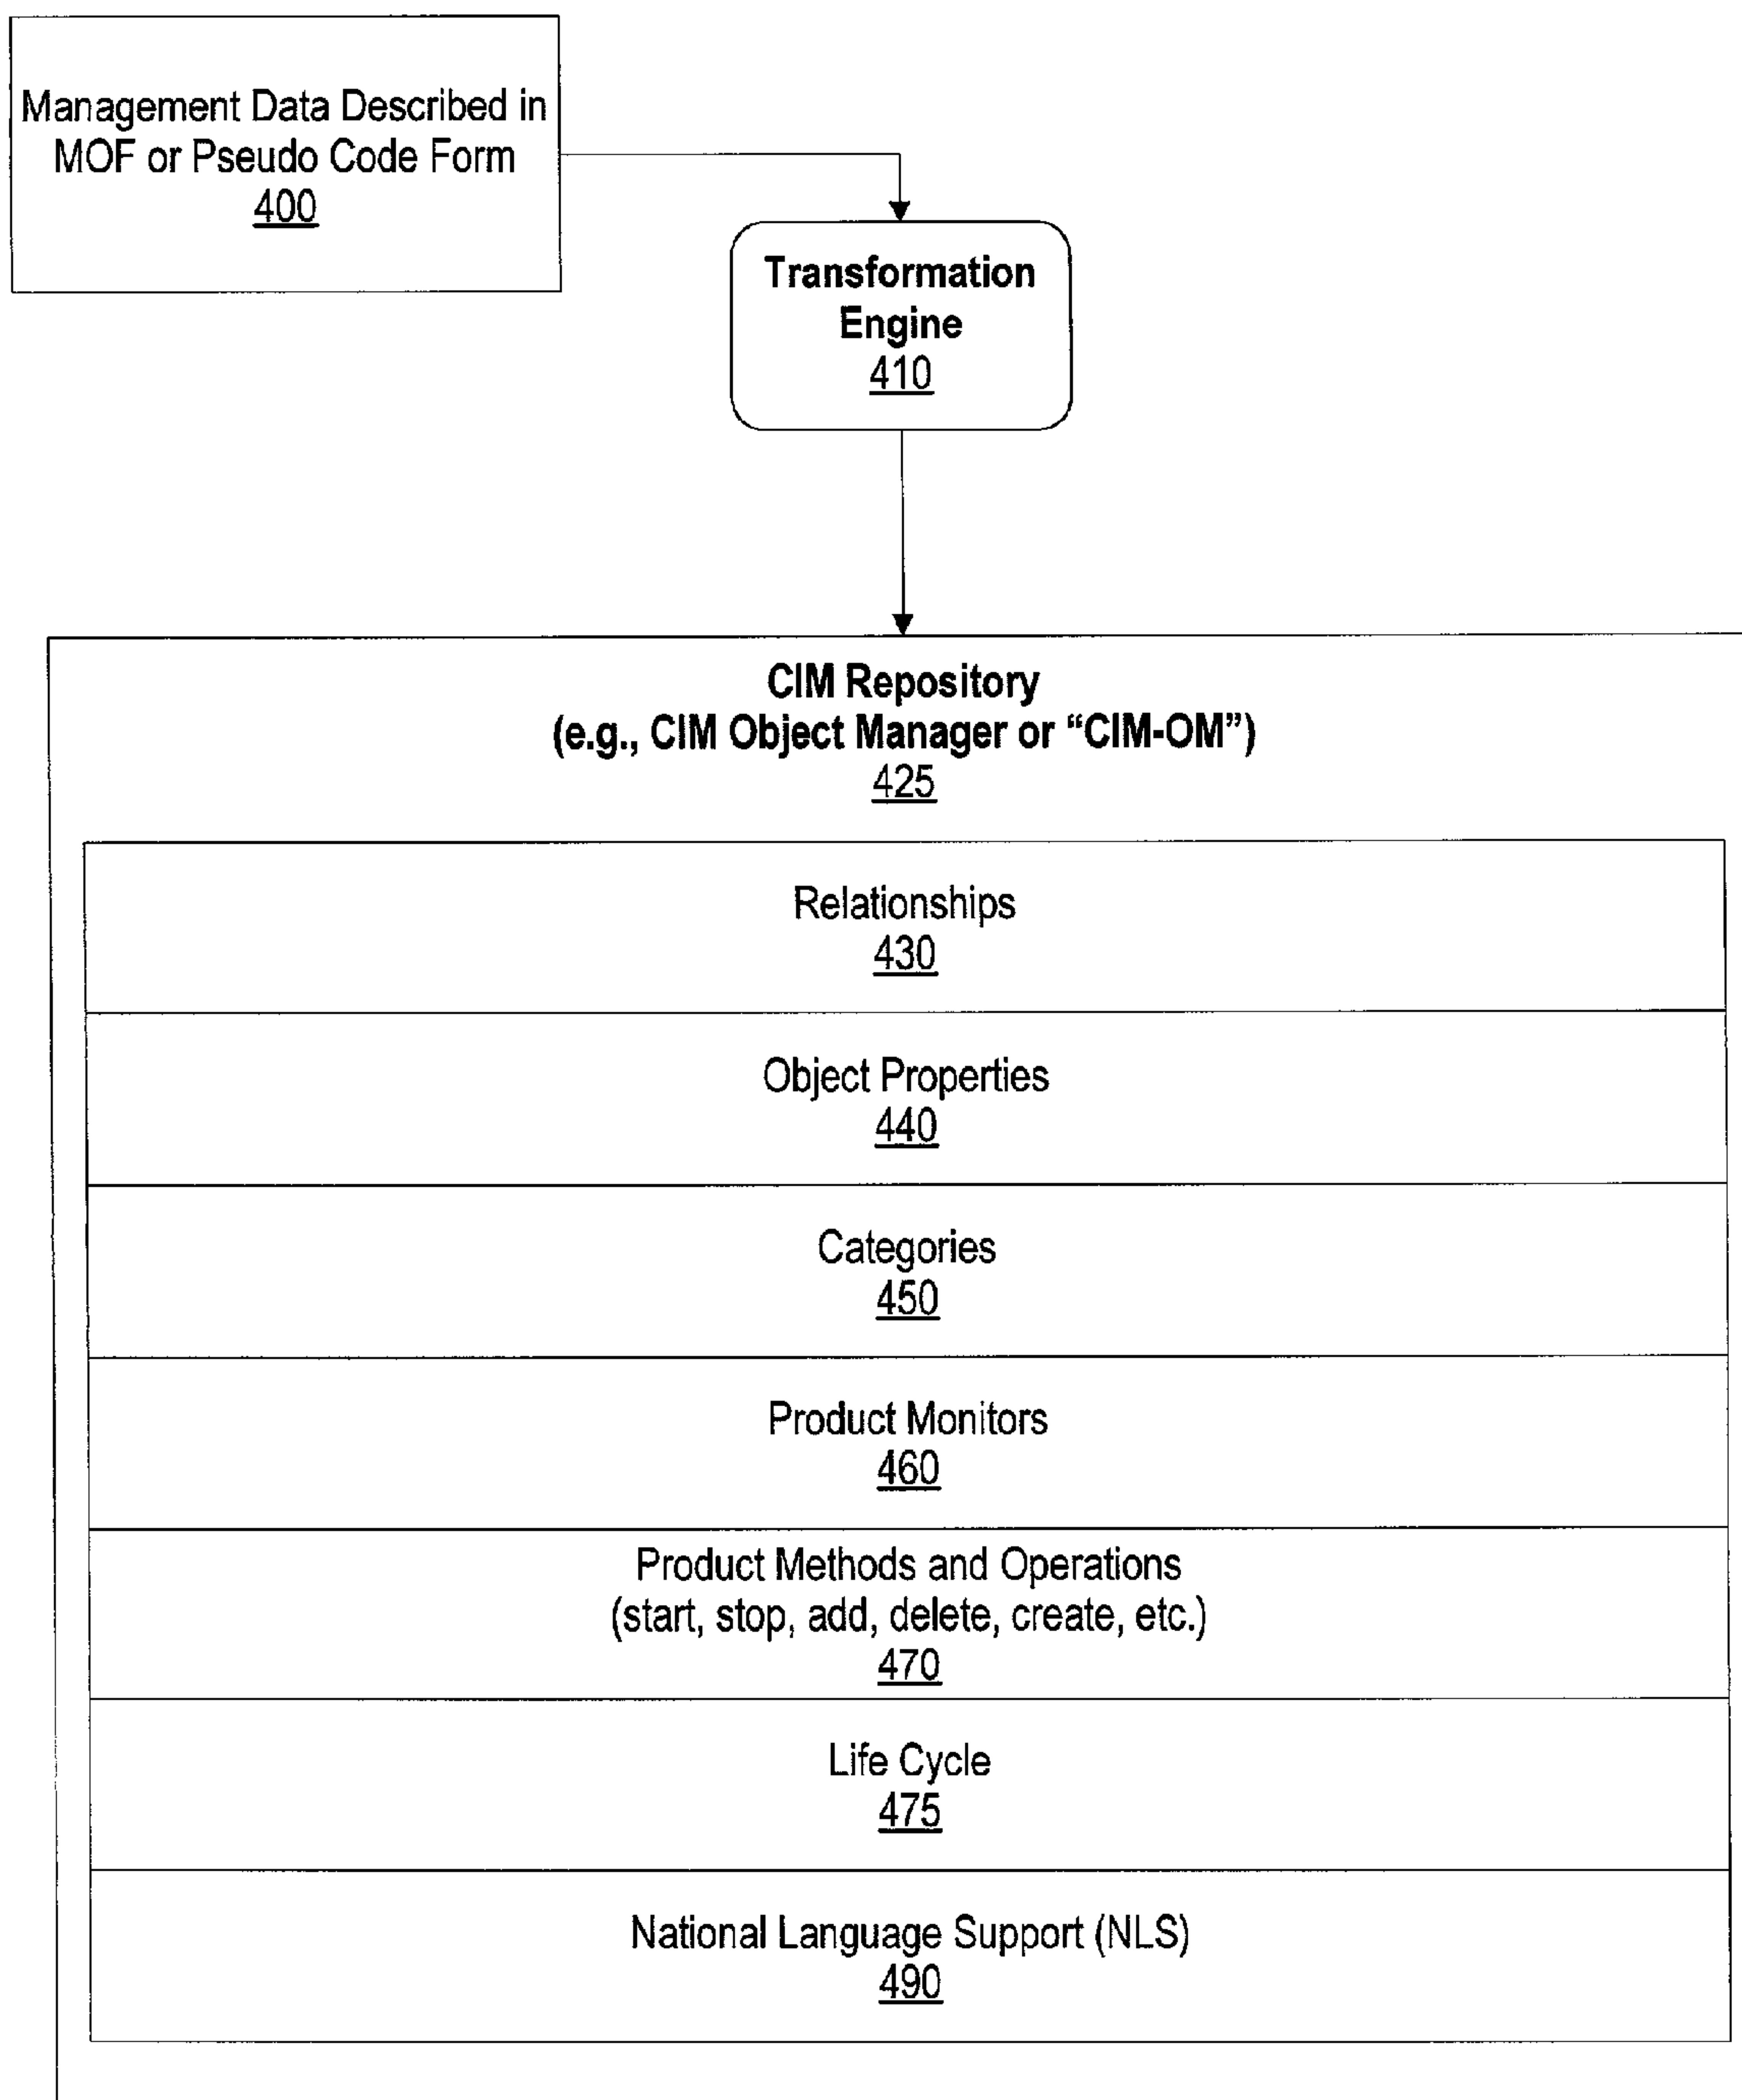 Management Data Described in
MOF or Pseudo Code Form
400
Transformation
Engine
410
CIM Repository
(e.g., CIM Object Manager or “CIM-OM”)
425
Relationships
430
Object Properties
440
Categories
450
Product Monitors
460
Product Methods and Operations
(start, stop, add, delete, create, etc.)
470
Life Cycle
475
National Language Support (NLS)
490